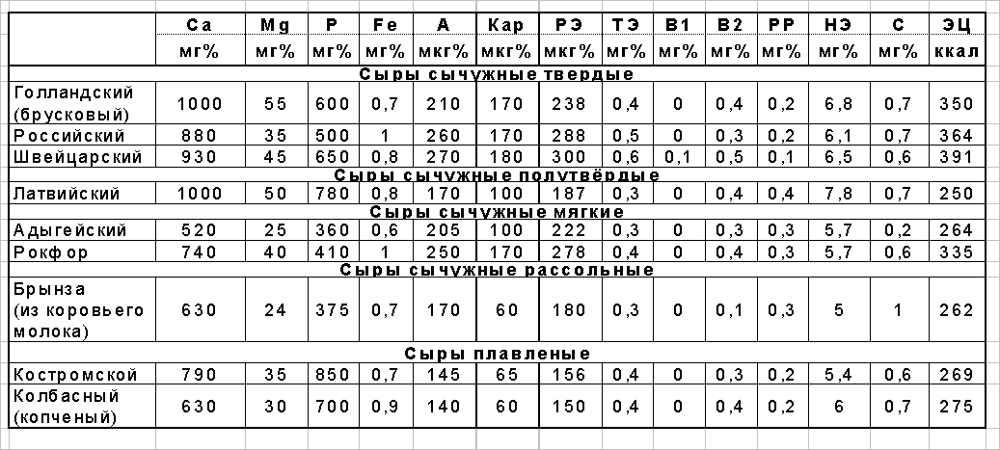 Ca Mg P Fe А Кар РЭ ТЭ В1 В2 РР НЭ С ЭЦ
мг% мг% мг% мг% мкг% мкг% мкг% мг% мг% мг% мг% мг% мг% ккал
Сыры сычужные твердые
Голландский
(брусковый) 1000 55 600 0,7 210 170 238 0,4 0 0,4 0,2 6,8 0,7 350
Российский 880 35 500 1 260 170 288 0,5 0 0,3 0,2 6,1 0,7 364
Швейцарский 930 45 650 0,8 270 180 300 0,6 0,1 0,5 0,1 6,5 0,6 391
Сыры сычужные полутвёрдые
Латвийский 1000 50 780 0,8 170 100 187 0,3 0 0,4 0,4 7,8 0,7 250
Сыры сычужные мягкие
Адыгейский 520 25 360 0,6 205 100 222 0,3 0 0,3 0,3 5,7 0,2 264
Рокфор 740 40 410 1 250 170 278 0,4 0 0,4 0,3 5,7 0,6 335
Сыры сычужные рассольные
Брынза
(из коровьего 630 24 375 0,7 170 60 180 0,3 0 0,1 0,3 5 1 262
молока)
Сыры плавленые
Костромской 790 35 850 0,7 145 65 156 0,4 0 0,3 0,2 5,4 0,6 269
Колбасный
(копченый) 630 30 700 0,9 140 60 150 0,4 0 0,4 0,2 6 0,7 275